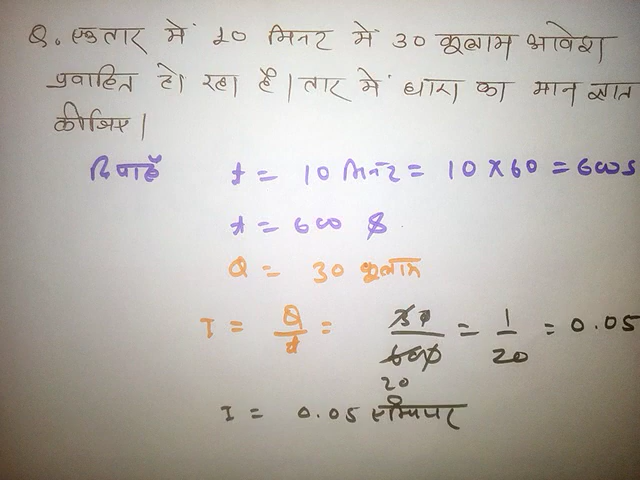 Q. एक तार में 10 मिनट में 30 कूलाम आवेश
प्रवाहित हो रहा है। तार में धारा का मान ज्ञात
कीजिए।
दिया है t = 10 मिनट = 10 × 60 = 600 s
t = 600 s
Q = 30 कूलाम
I = Q/t = 30/600 = 1/20 = 0.05
20
I = 0.05 एम्पियर